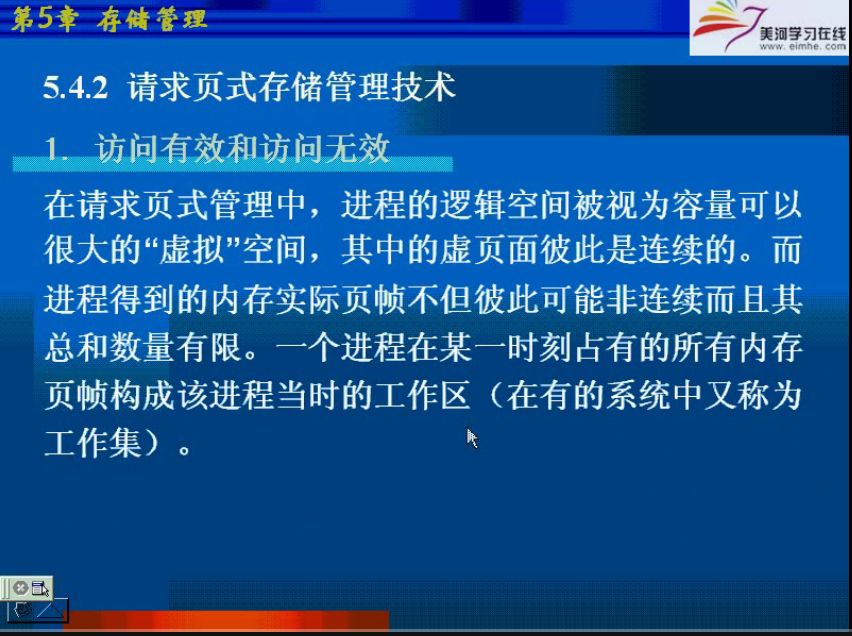 第5章 存储管理
美河学习在线
www.eimhe.com
5.4.2 请求页式存储管理技术
1. 访问有效和访问无效
在请求页式管理中，进程的逻辑空间被视为容量可以
很大的“虚拟”空间，其中的虚页面彼此是连续的。而
进程得到的内存实际页帧不但彼此可能非连续而且其
总和数量有限。一个进程在某一时刻占有的所有内存
页帧构成该进程当时的工作区（在有的系统中又称为
工作集）。